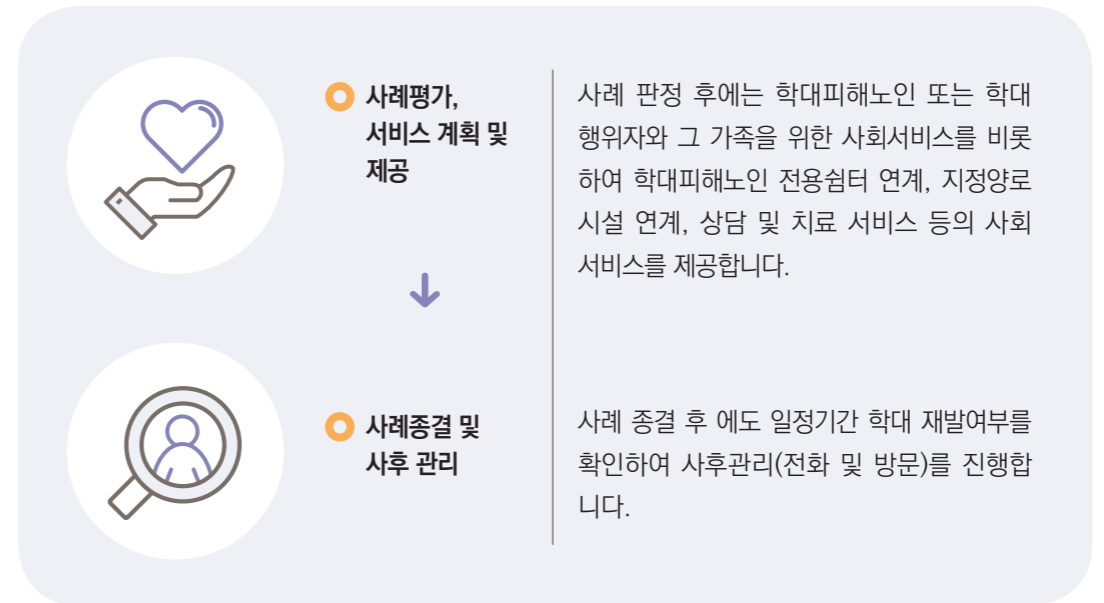 사례평가,
서비스 계획 및
제공
사례 판정 후에는 학대피해노인 또는 학대
행위자와 그 가족을 위한 사회서비스를 비롯
하여 학대피해노인 전용쉼터 연계, 지정양로
시설 연계, 상담 및 치료 서비스 등의 사회
서비스를 제공합니다.
사례종결 및
사후 관리
사례 종결 후 에도 일정기간 학대 재발여부를
확인하여 사후관리(전화 및 방문)를 진행합
니다.